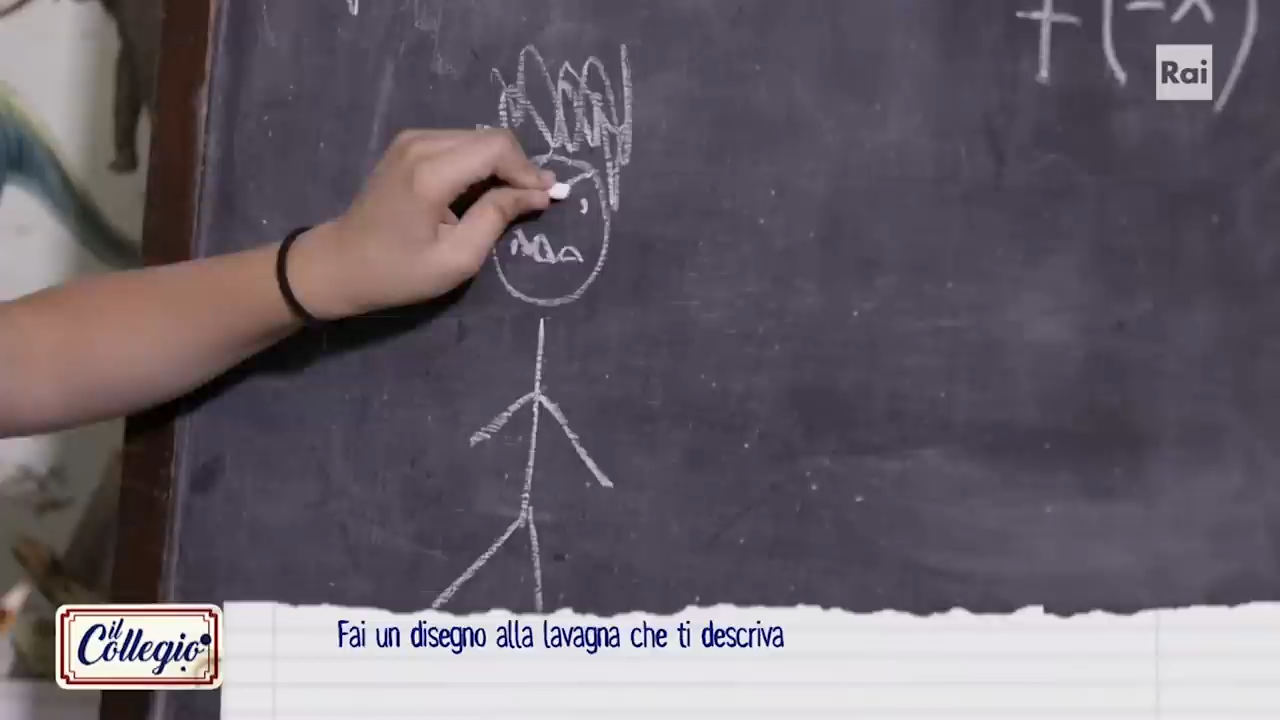 + (-x)
Rai
il
Collegio
Fai un disegno alla lavagna che ti descriva